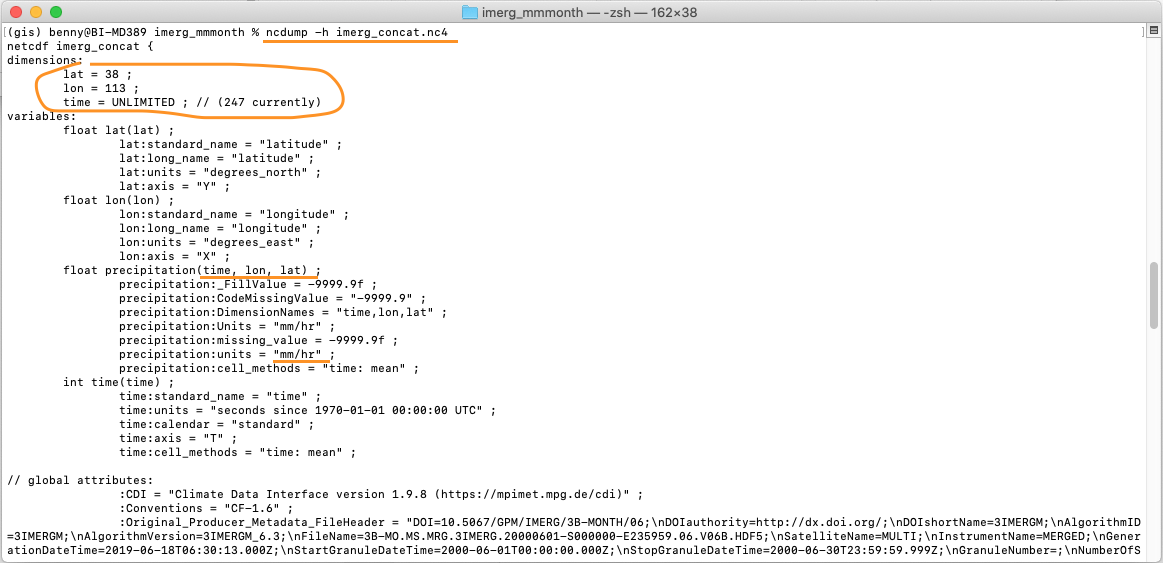 imerg_mmmonth — -zsh — 162×38
(gis) benny@BI-MD389 imerg_mmmonth % ncdump -h imerg_concat.nc4
netcdf imerg_concat {
dimensions:
lat = 38 ;
lon = 113 ;
time = UNLIMITED ; // (247 currently)
variables:
float lat(lat) ;
lat:standard_name = "latitude" ;
lat:long_name = "latitude" ;
lat:units = "degrees_north" ;
lat:axis = "Y" ;
float lon(lon) ;
lon:standard_name = "longitude" ;
lon:long_name = "longitude" ;
lon:units = "degrees_east" ;
lon:axis = "X" ;
float precipitation(time, lon, lat) ;
precipitation:_FillValue = -9999.9f ;
precipitation:CodeMissingValue = "-9999.9" ;
precipitation:DimensionNames = "time,lon,lat" ;
precipitation:Units = "mm/hr" ;
precipitation:missing_value = -9999.9f ;
precipitation:units = "mm/hr" ;
precipitation:cell_methods = "time: mean" ;
int time(time) ;
time:standard_name = "time" ;
time:units = "seconds since 1970-01-01 00:00:00 UTC" ;
time:calendar = "standard" ;
time:axis = "T" ;
time:cell_methods = "time: mean" ;
// global attributes:
:CDI = "Climate Data Interface version 1.9.8 (https://mpimet.mpg.de/cdi)" ;
:Conventions = "CF-1.6" ;
:Original_Producer_Metadata_FileHeader = "DOI=10.5067/GPM/IMERG/3B-MONTH/06;\nDOIauthority=http://dx.doi.org/;\nDOIshortName=3IMERGM;\nAlgorithmID
=3IMERGM;\nAlgorithmVersion=3IMERGM_6.3;\nFileName=3B-MO.MS.MRG.3IMERG.20000601-S000000-E235959.06.V06B.HDF5;\nSatelliteName=MULTI;\nInstrumentName=MERGED;\nGener
ationDateTime=2019-06-18T06:30:13.000Z;\nStartGranuleDateTime=2000-06-01T00:00:00.000Z;\nStopGranuleDateTime=2000-06-30T23:59:59.999Z;\nGranuleNumber=;\nNumberOfS